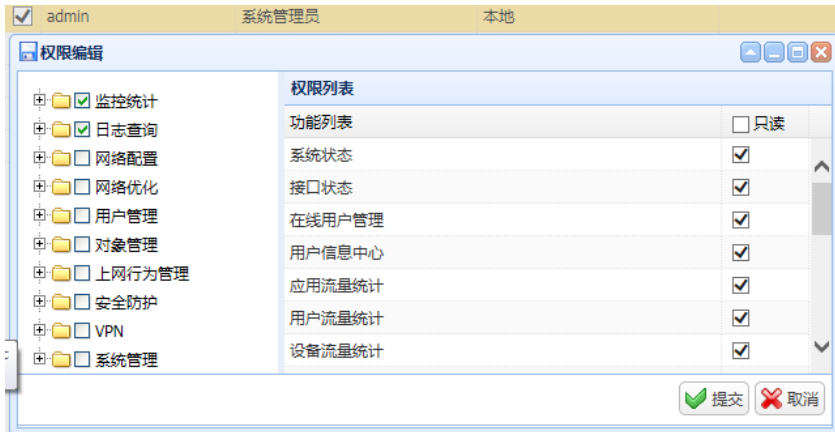 admin 系统管理员 本地
权限编辑
监控统计
日志查询
网络配置
网络优化
用户管理
对象管理
上网行为管理
安全防护
VPN
系统管理
权限列表
功能列表 只读
系统状态
接口状态
在线用户管理
用户信息中心
应用流量统计
用户流量统计
设备流量统计
提交 取消